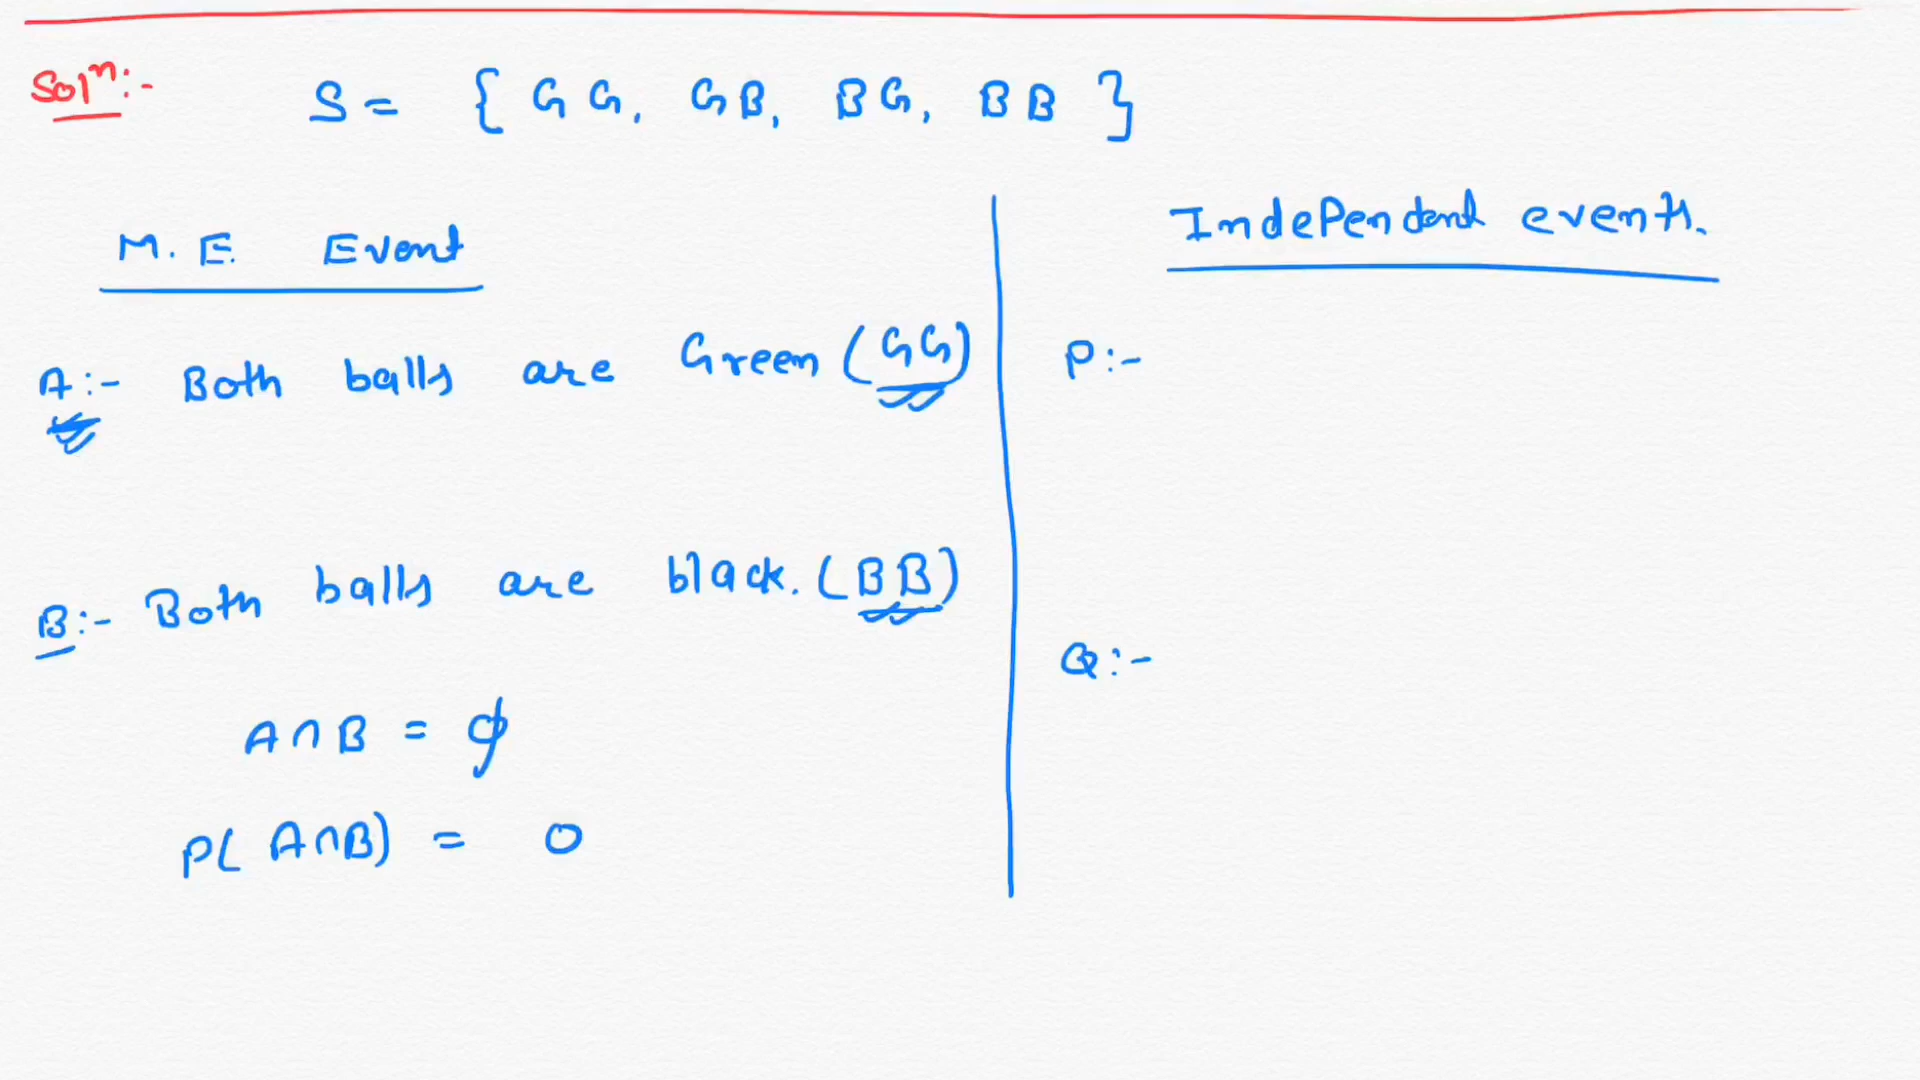 Solⁿ:- S = { GG, GB, BG, BB }
M.E. Event
A:- Both balls are Green (GG)
B:- Both balls are black. (BB)
A∩B = φ
P(A∩B) = 0
Independent events.
P:-
Q:-